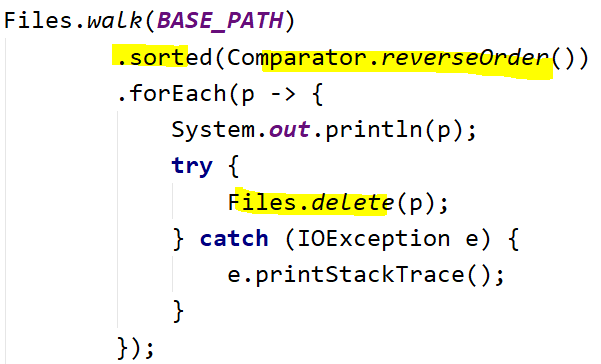 Files.walk(BASE_PATH)
.sorted(Comparator.reverseOrder())
.forEach(p -> {
System.out.println(p);
try {
Files.delete(p);
} catch (IOException e) {
e.printStackTrace();
}
});